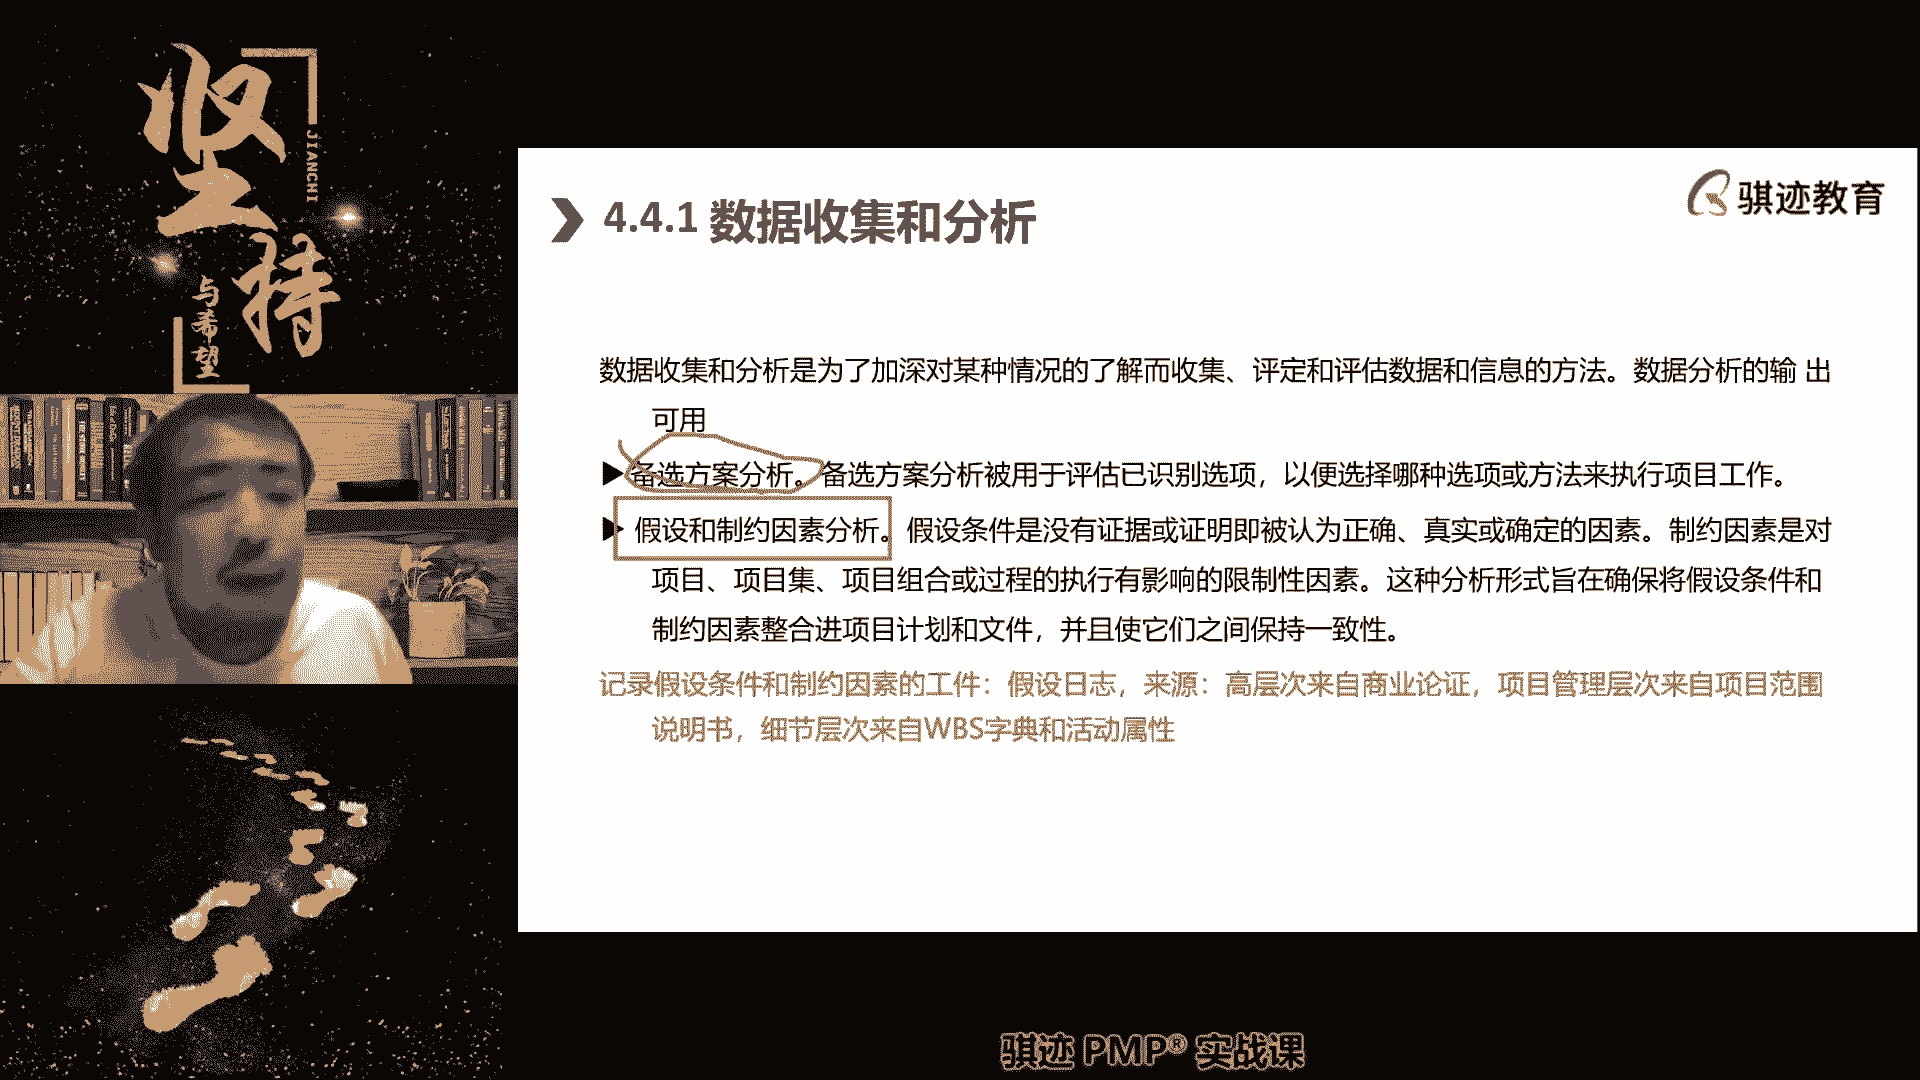 坚持
JIANCHI
与希望
骐迹教育
4.4.1 数据收集和分析
数据收集和分析是为了加深对某种情况的了解而收集、评定和评估数据和信息的方法。数据分析的输 出
可用
备选方案分析。备选方案分析被用于评估已识别选项，以便选择哪种选项或方法来执行项目工作。
假设和制约因素分析。假设条件是没有证据或证明即被认为正确、真实或确定的因素。制约因素是对
项目、项目集、项目组合或过程的执行有影响的限制性因素。这种分析形式旨在确保将假设条件和
制约因素整合进项目计划和文件，并且使它们之间保持一致性。
记录假设条件和制约因素的工件：假设日志，来源：高层次来自商业论证，项目管理层次来自项目范围
说明书，细节层次来自WBS字典和活动属性
骐迹 PMP® 实战课